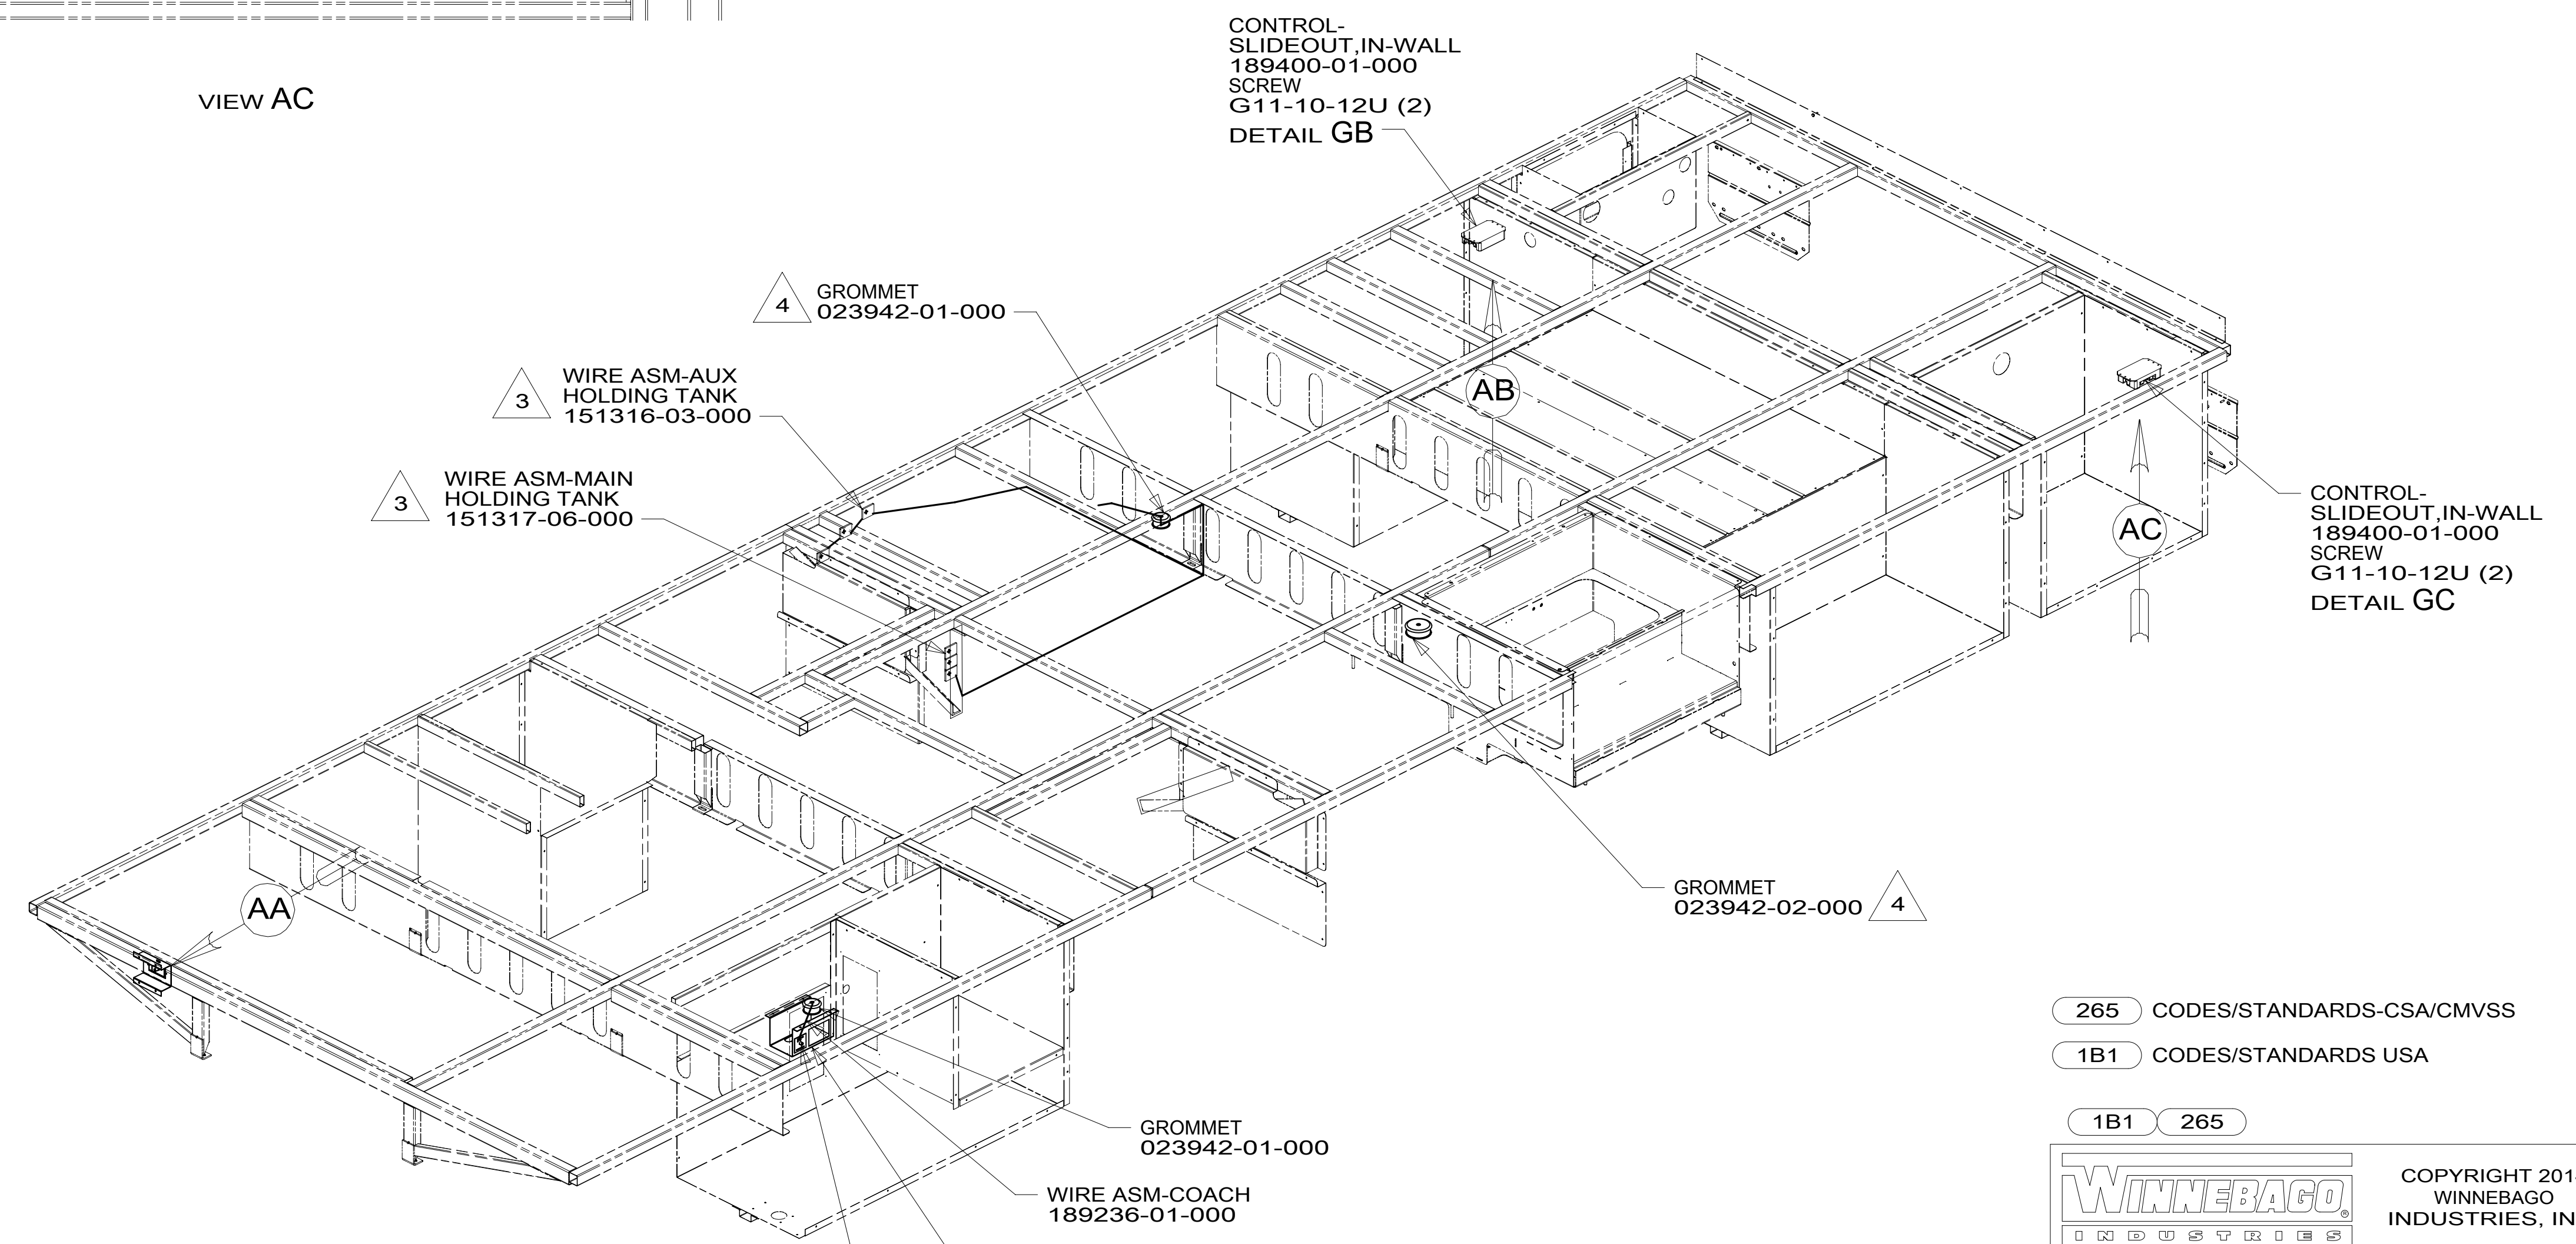 VIEW AC
CONTROL-
SLIDEOUT,IN-WALL
189400-01-000
SCREW
G11-10-12U (2)
DETAIL GB
4
GROMMET
023942-01-000
3
WIRE ASM-AUX
HOLDING TANK
151316-03-000
3
WIRE ASM-MAIN
HOLDING TANK
151317-06-000
AB
AC
CONTROL-
SLIDEOUT,IN-WALL
189400-01-000
SCREW
G11-10-12U (2)
DETAIL GC
GROMMET
023942-02-000
4
AA
GROMMET
023942-01-000
WIRE ASM-COACH
189236-01-000
265 CODES/STANDARDS-CSA/CMVSS
1B1 CODES/STANDARDS USA
1B1 265
WINNEBAGO ®
INDUSTRIES
COPYRIGHT 201
WINNEBAGO
INDUSTRIES, IN